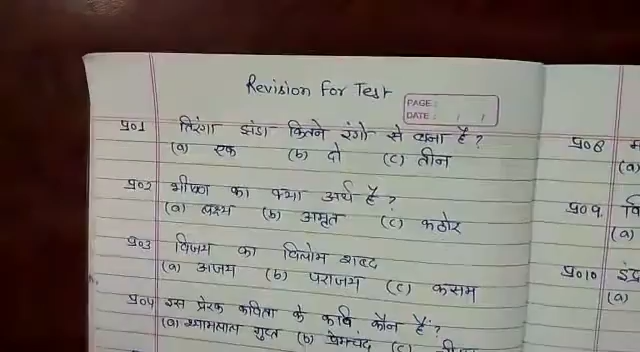 Revision For Test
PAGE:
DATE: / /
प्र०1 तिरंगा झंडा कितने रंगो से बना है?
(a) एक (b) दो (c) तीन
प्र०2 भीष्ण का क्या अर्थ है?
(a) लक्ष्य (b) अमृत (c) कठोर
प्र०3 विजय का विलोम शब्द
(a) अजय (b) पराजय (c) कसम
प्र०4 इस प्रेरक कविता के कवि कौन हैं?
(a) श्यामलाल गुप्त (b) प्रेमचंद (c)
प्र०8
(a)
प्र०9.
(a)
प्र०10 इंद्र
(a)